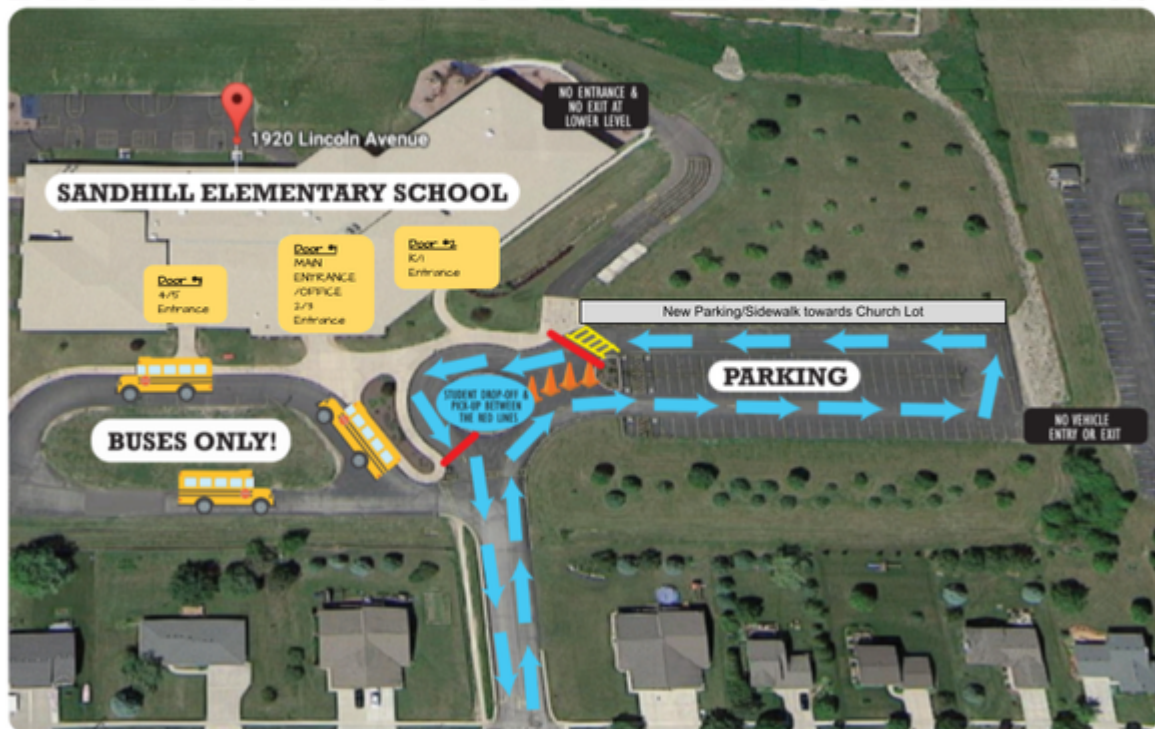 NO ENTRANCE &
NO EXIT AT
LOWER LEVEL
1920 Lincoln Avenue
SANDHILL ELEMENTARY SCHOOL
Door #4
4/5
Entrance
Door #1
MAIN
ENTRANCE
/OFFICE
2/3
Entrance
Door #2
K/1
Entrance
New Parking/Sidewalk towards Church Lot
PARKING
STUDENT DROP-OFF &
PICK-UP BETWEEN
THE RED LINES
BUSES ONLY!
NO VEHICLE
ENTRY OR EXIT